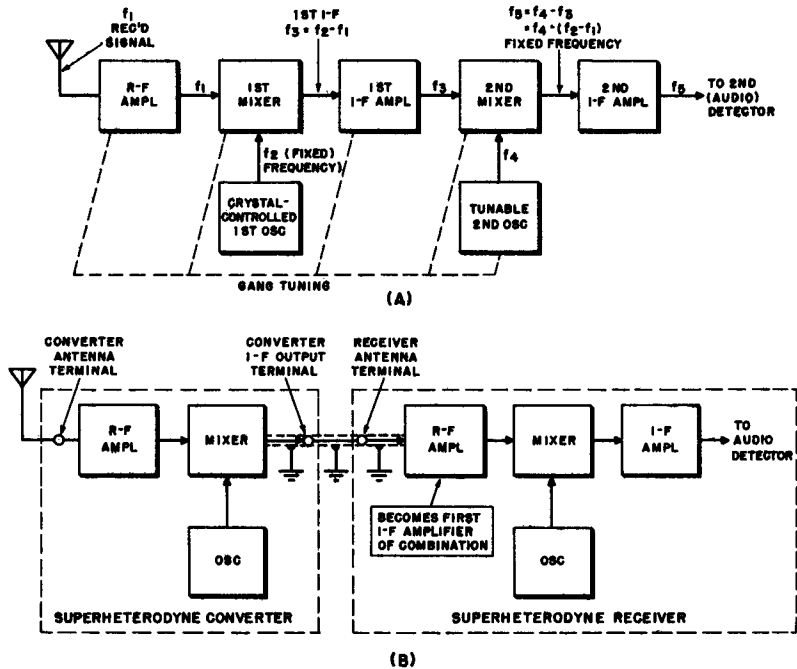 f₁
REC'D
SIGNAL
1ST I-F
f₃ = f₂-f₁
f₅ = f₄-f₃
= f₄-(f₂-f₁)
FIXED FREQUENCY
R-F
AMPL
f₁
1ST
MIXER
1ST
I-F AMPL
f₃
2ND
MIXER
2ND
I-F AMPL
f₅
TO 2ND
(AUDIO)
DETECTOR
f₂ (FIXED)
FREQUENCY)
f₄
CRYSTAL-
CONTROLLED
1ST OSC
TUNABLE
2ND OSC
GANG TUNING
(A)
CONVERTER
ANTENNA
TERMINAL
CONVERTER
I-F OUTPUT
TERMINAL
RECEIVER
ANTENNA
TERMINAL
R-F
AMPL
MIXER
R-F
AMPL
MIXER
I-F
AMPL
TO
AUDIO
DETECTOR
BECOMES FIRST
I-F AMPLIFIER
OF COMBINATION
OSC
OSC
SUPERHETERODYNE CONVERTER
SUPERHETERODYNE RECEIVER
(B)